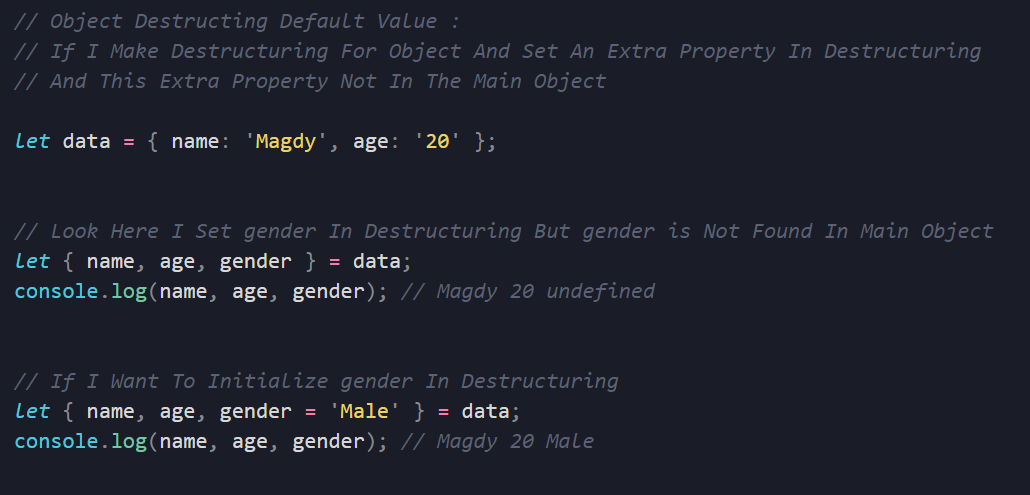 // Object Destructing Default Value :
// If I Make Destructuring For Object And Set An Extra Property In Destructuring
// And This Extra Property Not In The Main Object
let data = { name: 'Magdy', age: '20' };
// Look Here I Set gender In Destructuring But gender is Not Found In Main Object
let { name, age, gender } = data;
console.log(name, age, gender); // Magdy 20 undefined
// If I Want To Initialize gender In Destructuring
let { name, age, gender = 'Male' } = data;
console.log(name, age, gender); // Magdy 20 Male